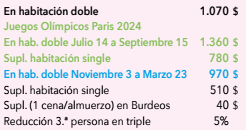 En habitación doble 1.070 $
Juegos Olímpicos Paris 2024
En hab. doble Julio 14 a Septiembre 15 1.360 $
Supl. habitación single 780 $
En hab. doble Noviembre 3 a Marzo 23 970 $
Supl. habitación single 510 $
Supl. (1 cena/almuerzo) en Burdeos 40 $
Reducción 3.ª persona en triple 5%